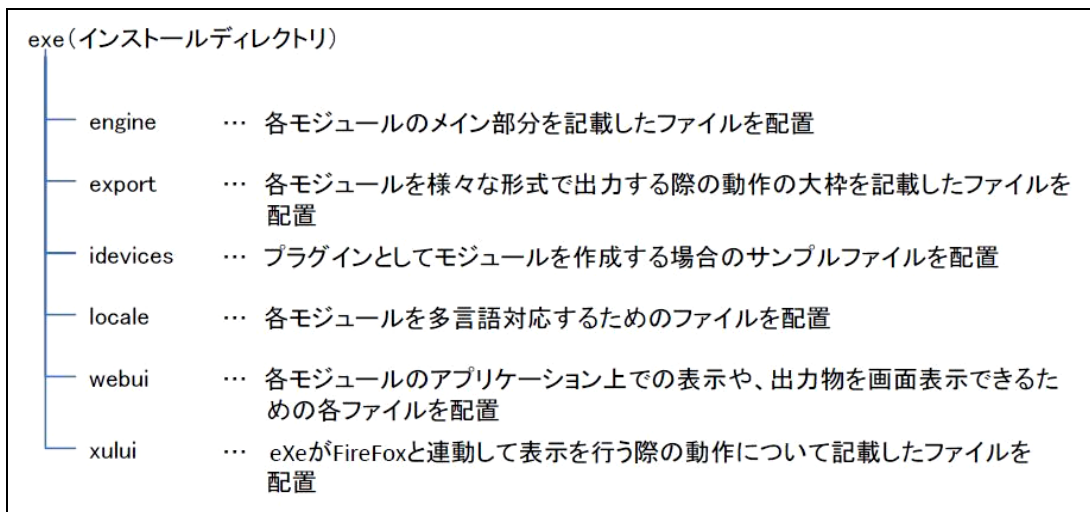 exe(インストールディレクトリ)
engine … 各モジュールのメイン部分を記載したファイルを配置
export … 各モジュールを様々な形式で出力する際の動作の大枠を記載したファイルを
配置
idevices … プラグインとしてモジュールを作成する場合のサンプルファイルを配置
locale … 各モジュールを多言語対応するためのファイルを配置
webui … 各モジュールのアプリケーション上での表示や、出力物を画面表示できるた
めの各ファイルを配置
xului … eXeがFireFoxと連動して表示を行う際の動作について記載したファイルを
配置